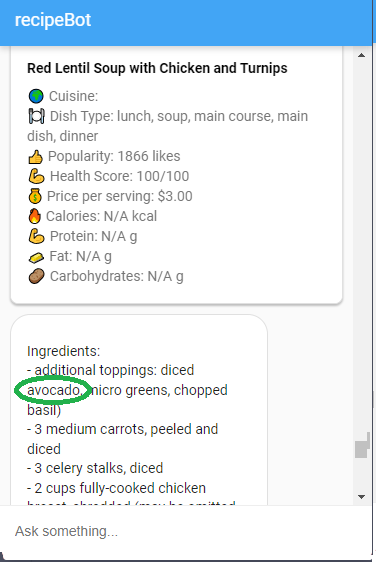 recipeBot
Red Lentil Soup with Chicken and Turnips
Cuisine:
Dish Type: lunch, soup, main course, main
dish, dinner
Popularity: 1866 likes
Health Score: 100/100
Price per serving: $3.00
Calories: N/A kcal
Protein: N/A g
Fat: N/A g
Carbohydrates: N/A g
Ingredients:
- additional toppings: diced
avocado, micro greens, chopped
basil)
- 3 medium carrots, peeled and
diced
- 3 celery stalks, diced
- 2 cups fully-cooked chicken
breast, shredded (may be omitted
Ask something...